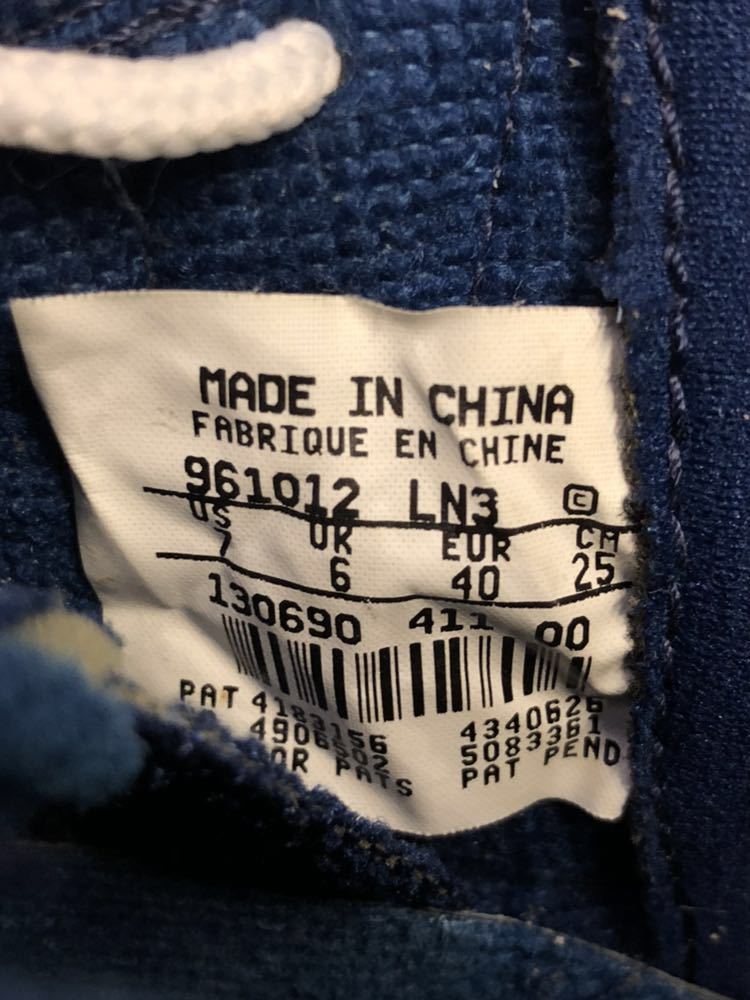 MADE IN CHINA
FABRIQUE EN CHINE
961012 LN3 C
US UK EUR CM
7 6 40 25
130690 411 00
PAT 4183156 4340626
4906502 5083361
OR PATS PAT PEND